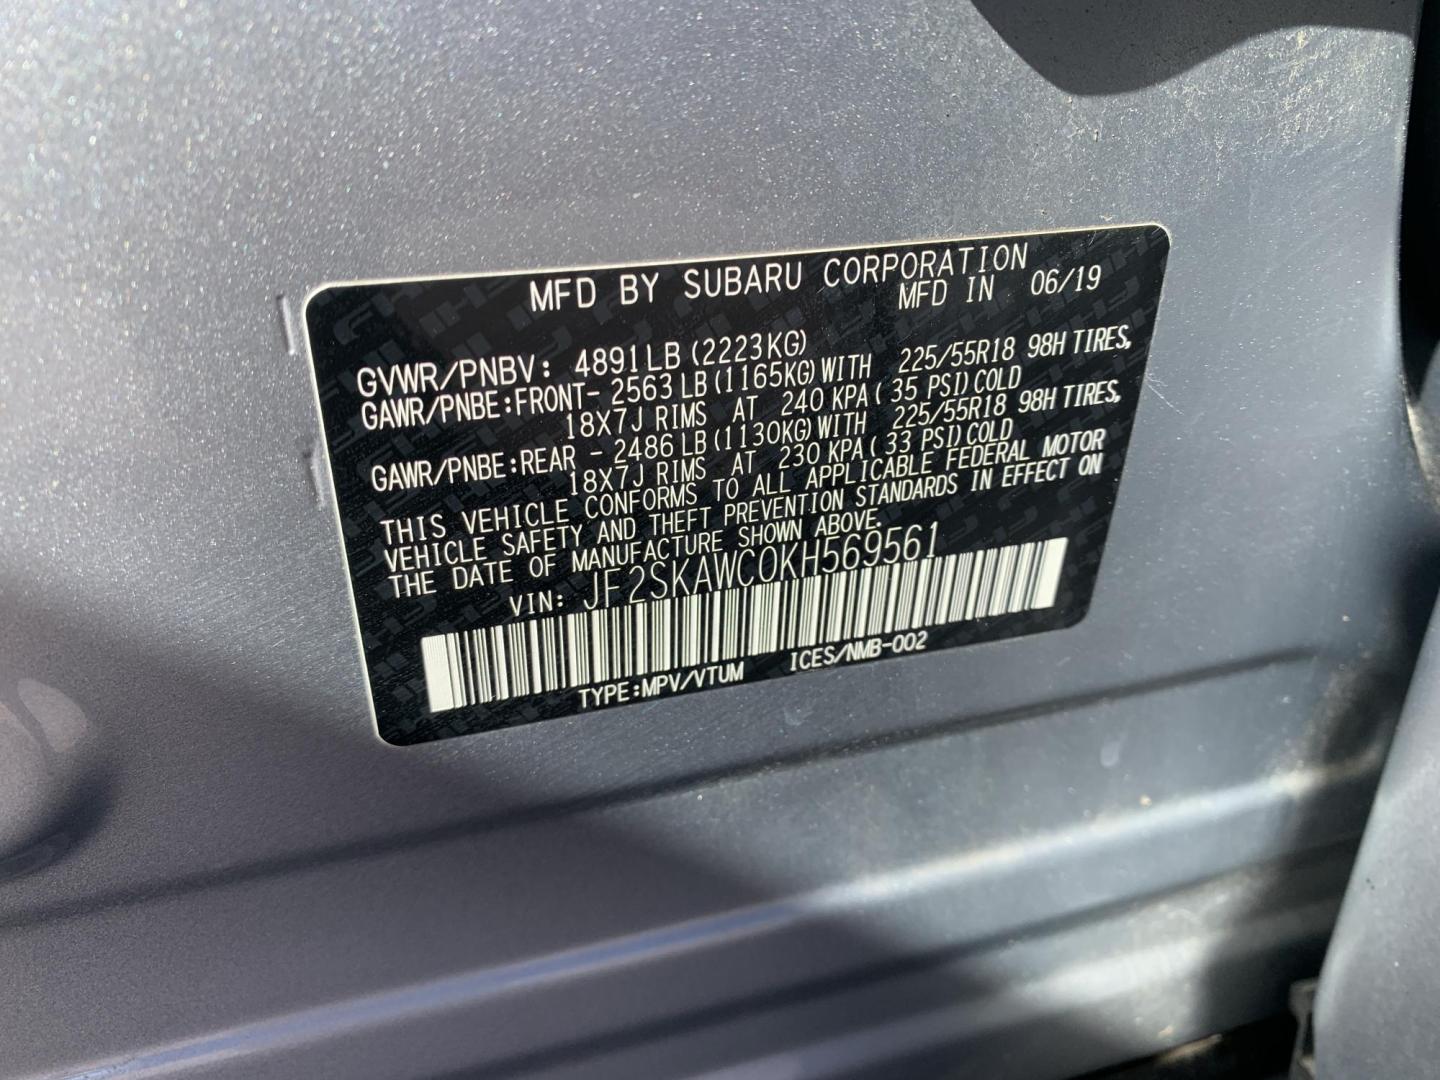 MFD BY SUBARU CORPORATION
MFD IN 06/19
GVWR/PNBV: 4891LB (2223KG)
GAWR/PNBE:FRONT- 2563 LB (1165KG) WITH 225/55R18 98H TIRES,
18X7J RIMS AT 240 KPA( 35 PSI) COLD
GAWR/PNBE:REAR - 2486 LB (1130KG) WITH 225/55R18 98H TIRES,
18X7J RIMS AT 230 KPA( 33 PSI) COLD
THIS VEHICLE CONFORMS TO ALL APPLICABLE FEDERAL MOTOR
VEHICLE SAFETY AND THEFT PREVENTION STANDARDS IN EFFECT ON
THE DATE OF MANUFACTURE SHOWN ABOVE.
VIN: JF2SKAWC0KH569561
TYPE:MPV/VTUM ICES/NMB-002